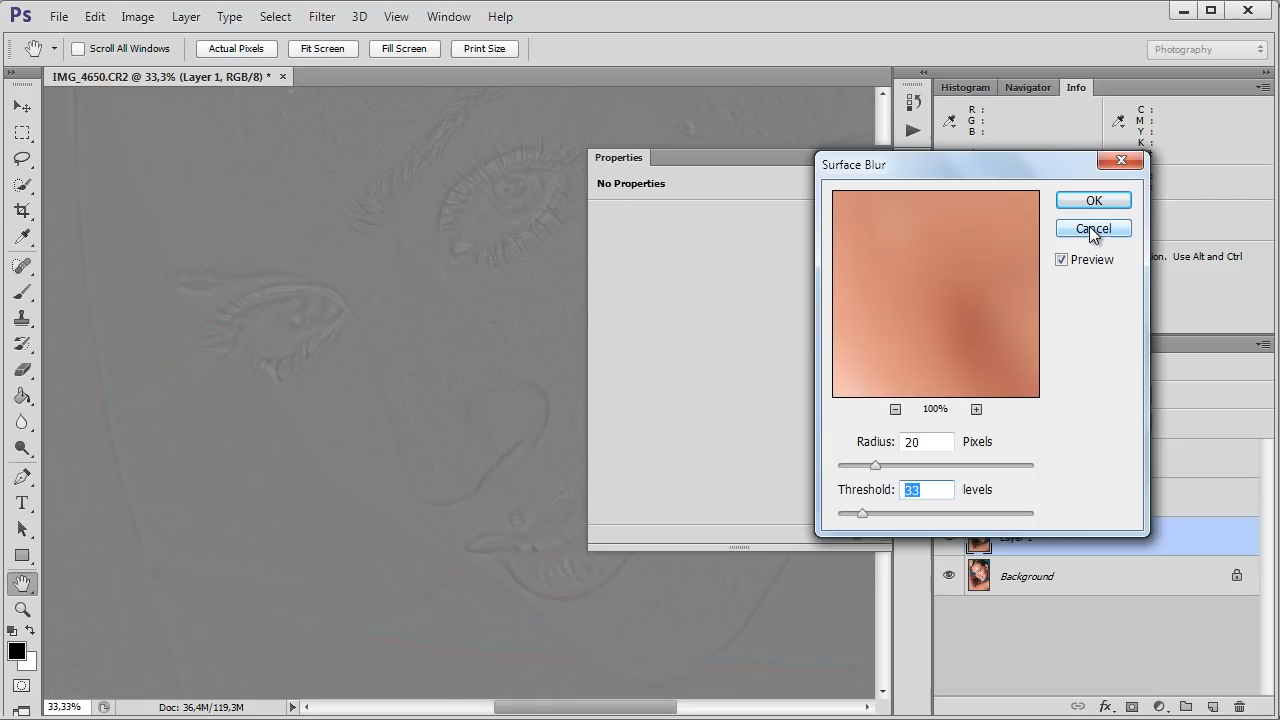 Ps File Edit Image Layer Type Select Filter 3D View Window Help
Scroll All Windows Actual Pixels Fit Screen Fill Screen Print Size Photography
IMG_4650.CR2 @ 33,3% (Layer 1, RGB/8) * ×
Histogram Navigator Info
R : C :
G : M :
B : Y :
K :
Properties
No Properties
Surface Blur
OK
Cancel
Preview
ion. Use Alt and Ctrl
100%
Radius: 20 Pixels
Threshold: 33 levels
Layer 1
Background
T
33,33% Doc: 36,4M/119,3M
fx